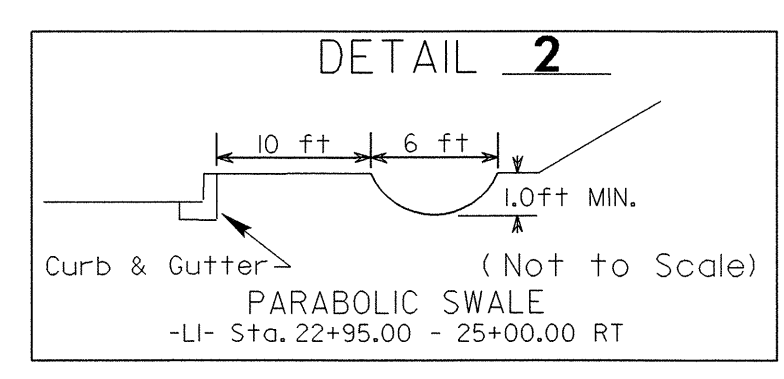 DETAIL 2
10 ft 6 ft
1.0ft MIN.
Curb & Gutter
(Not to Scale)
PARABOLIC SWALE
-L1- Sta. 22+95.00 - 25+00.00 RT